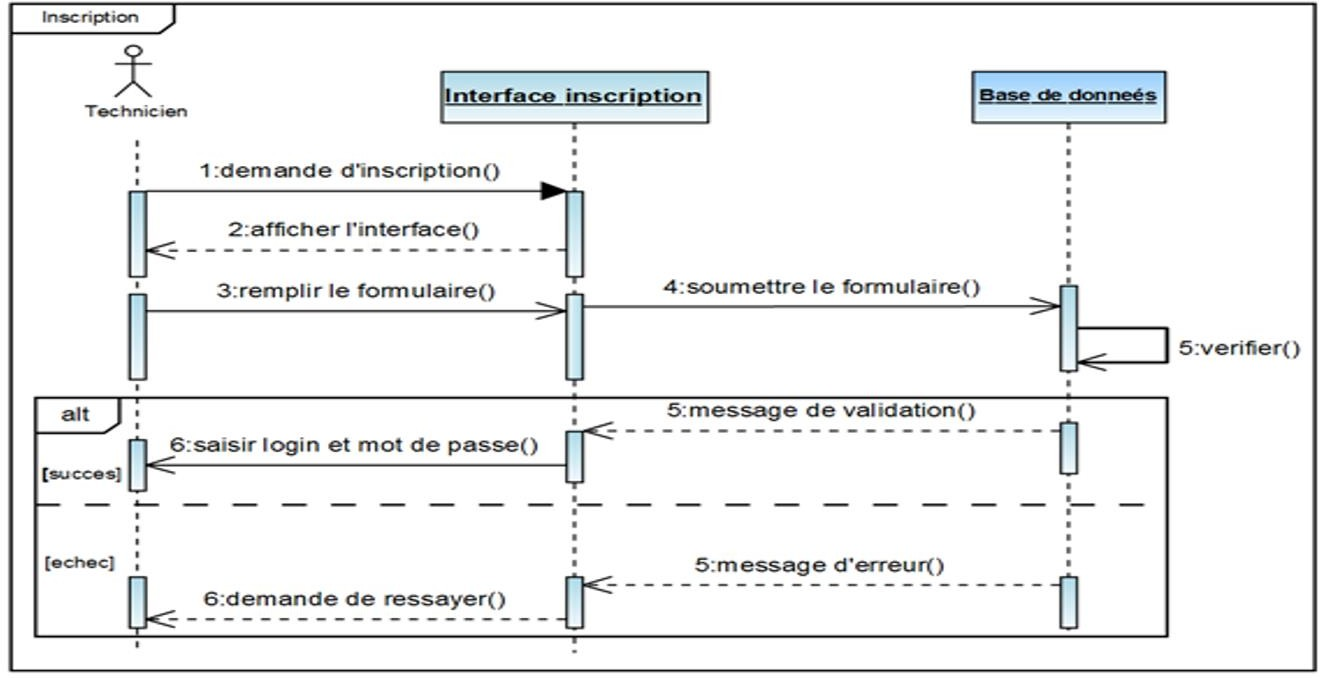 Inscription
Technicien
Interface inscription
Base de donneés
1:demande d'inscription()
2:afficher l'interface()
3:remplir le formulaire()
4:soumettre le formulaire()
5:verifier()
alt
5:message de validation()
6:saisir login et mot de passe()
[succes]
[echec]
5:message d'erreur()
6:demande de ressayer()